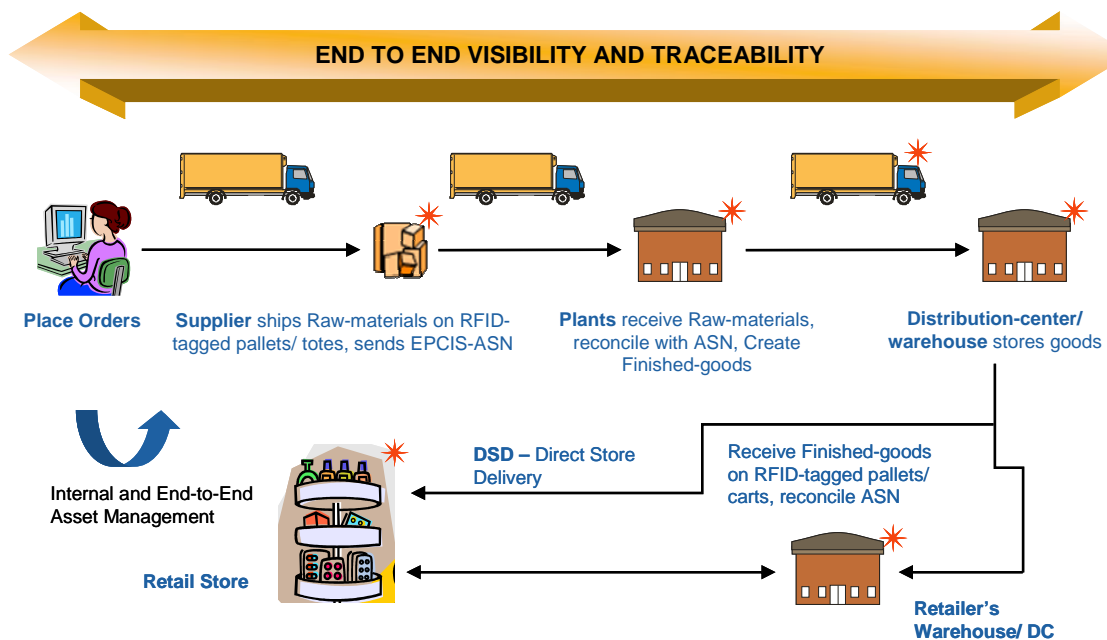 END TO END VISIBILITY AND TRACEABILITY
Place Orders
Supplier ships Raw-materials on RFID-
tagged pallets/ totes, sends EPCIS-ASN
Plants receive Raw-materials,
reconcile with ASN, Create
Finished-goods
Distribution-center/
warehouse stores goods
Internal and End-to-End
Asset Management
DSD – Direct Store
Delivery
Receive Finished-goods
on RFID-tagged pallets/
carts, reconcile ASN
Retail Store
Retailer's
Warehouse/ DC